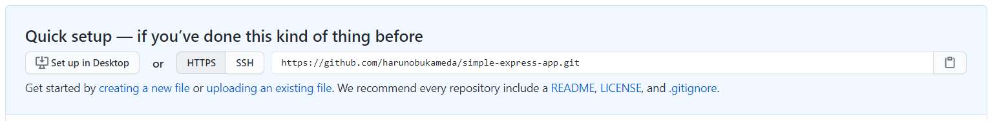 Quick setup — if you’ve done this kind of thing before
Set up in Desktop or HTTPS SSH https://github.com/harunobukameda/simple-express-app.git
Get started by creating a new file or uploading an existing file. We recommend every repository include a README, LICENSE, and .gitignore.